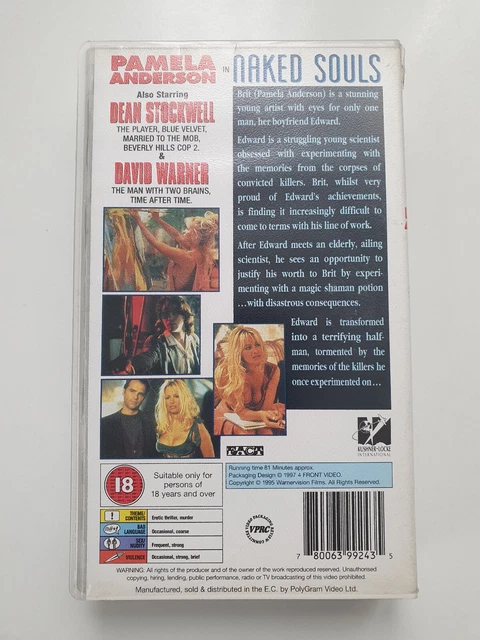 PAMELA
ANDERSON
IN NAKED SOULS
Also Starring
DEAN STOCKWELL
THE PLAYER, BLUE VELVET,
MARRIED TO THE MOB,
BEVERLY HILLS COP 2.
&
DAVID WARNER
THE MAN WITH TWO BRAINS,
TIME AFTER TIME.
Brit (Pamela Anderson) is a stunning
young artist with eyes for only one
man, her boyfriend Edward.
Edward is a struggling young scientist
obsessed with experimenting with
the memories from the corpses of
convicted killers. Brit, whilst very
proud of Edward's achievements,
is finding it increasingly difficult to
come to terms with his line of work.
After Edward meets an elderly, ailing
scientist, he sees an opportunity to
justify his worth to Brit by experi-
menting with a magic shaman potion
...with disastrous consequences.
Edward is transformed
into a terrifying half-
man, tormented by the
memories of the killers he
once experimented on...
KUSHNER-LOCKE
INTERNATIONAL
FACT
18
Suitable only for
persons of
18 years and over
Running time 81 Minutes approx.
Packaging Design © 1997 4 FRONT VIDEO.
Copyright © 1995 Warnervision Films. All Rights Reserved.
THEME/
CONTENTS
Erotic thriller, murder
BAD
LANGUAGE
Occasional, coarse
SEX/
NUDITY
Frequent, strong
VIOLENCE
Occasional, strong, brief
VIDEO PACKAGING REVIEW COMMITTEE
VPRC
7 80063 99243 5
WARNING: All rights of the producer and of the owner of the work reproduced reserved. Unauthorised
copying, hiring, lending, public performance, radio or TV broadcasting of this video prohibited.
Manufactured, sold & distributed in the E.C. by PolyGram Video Ltd.